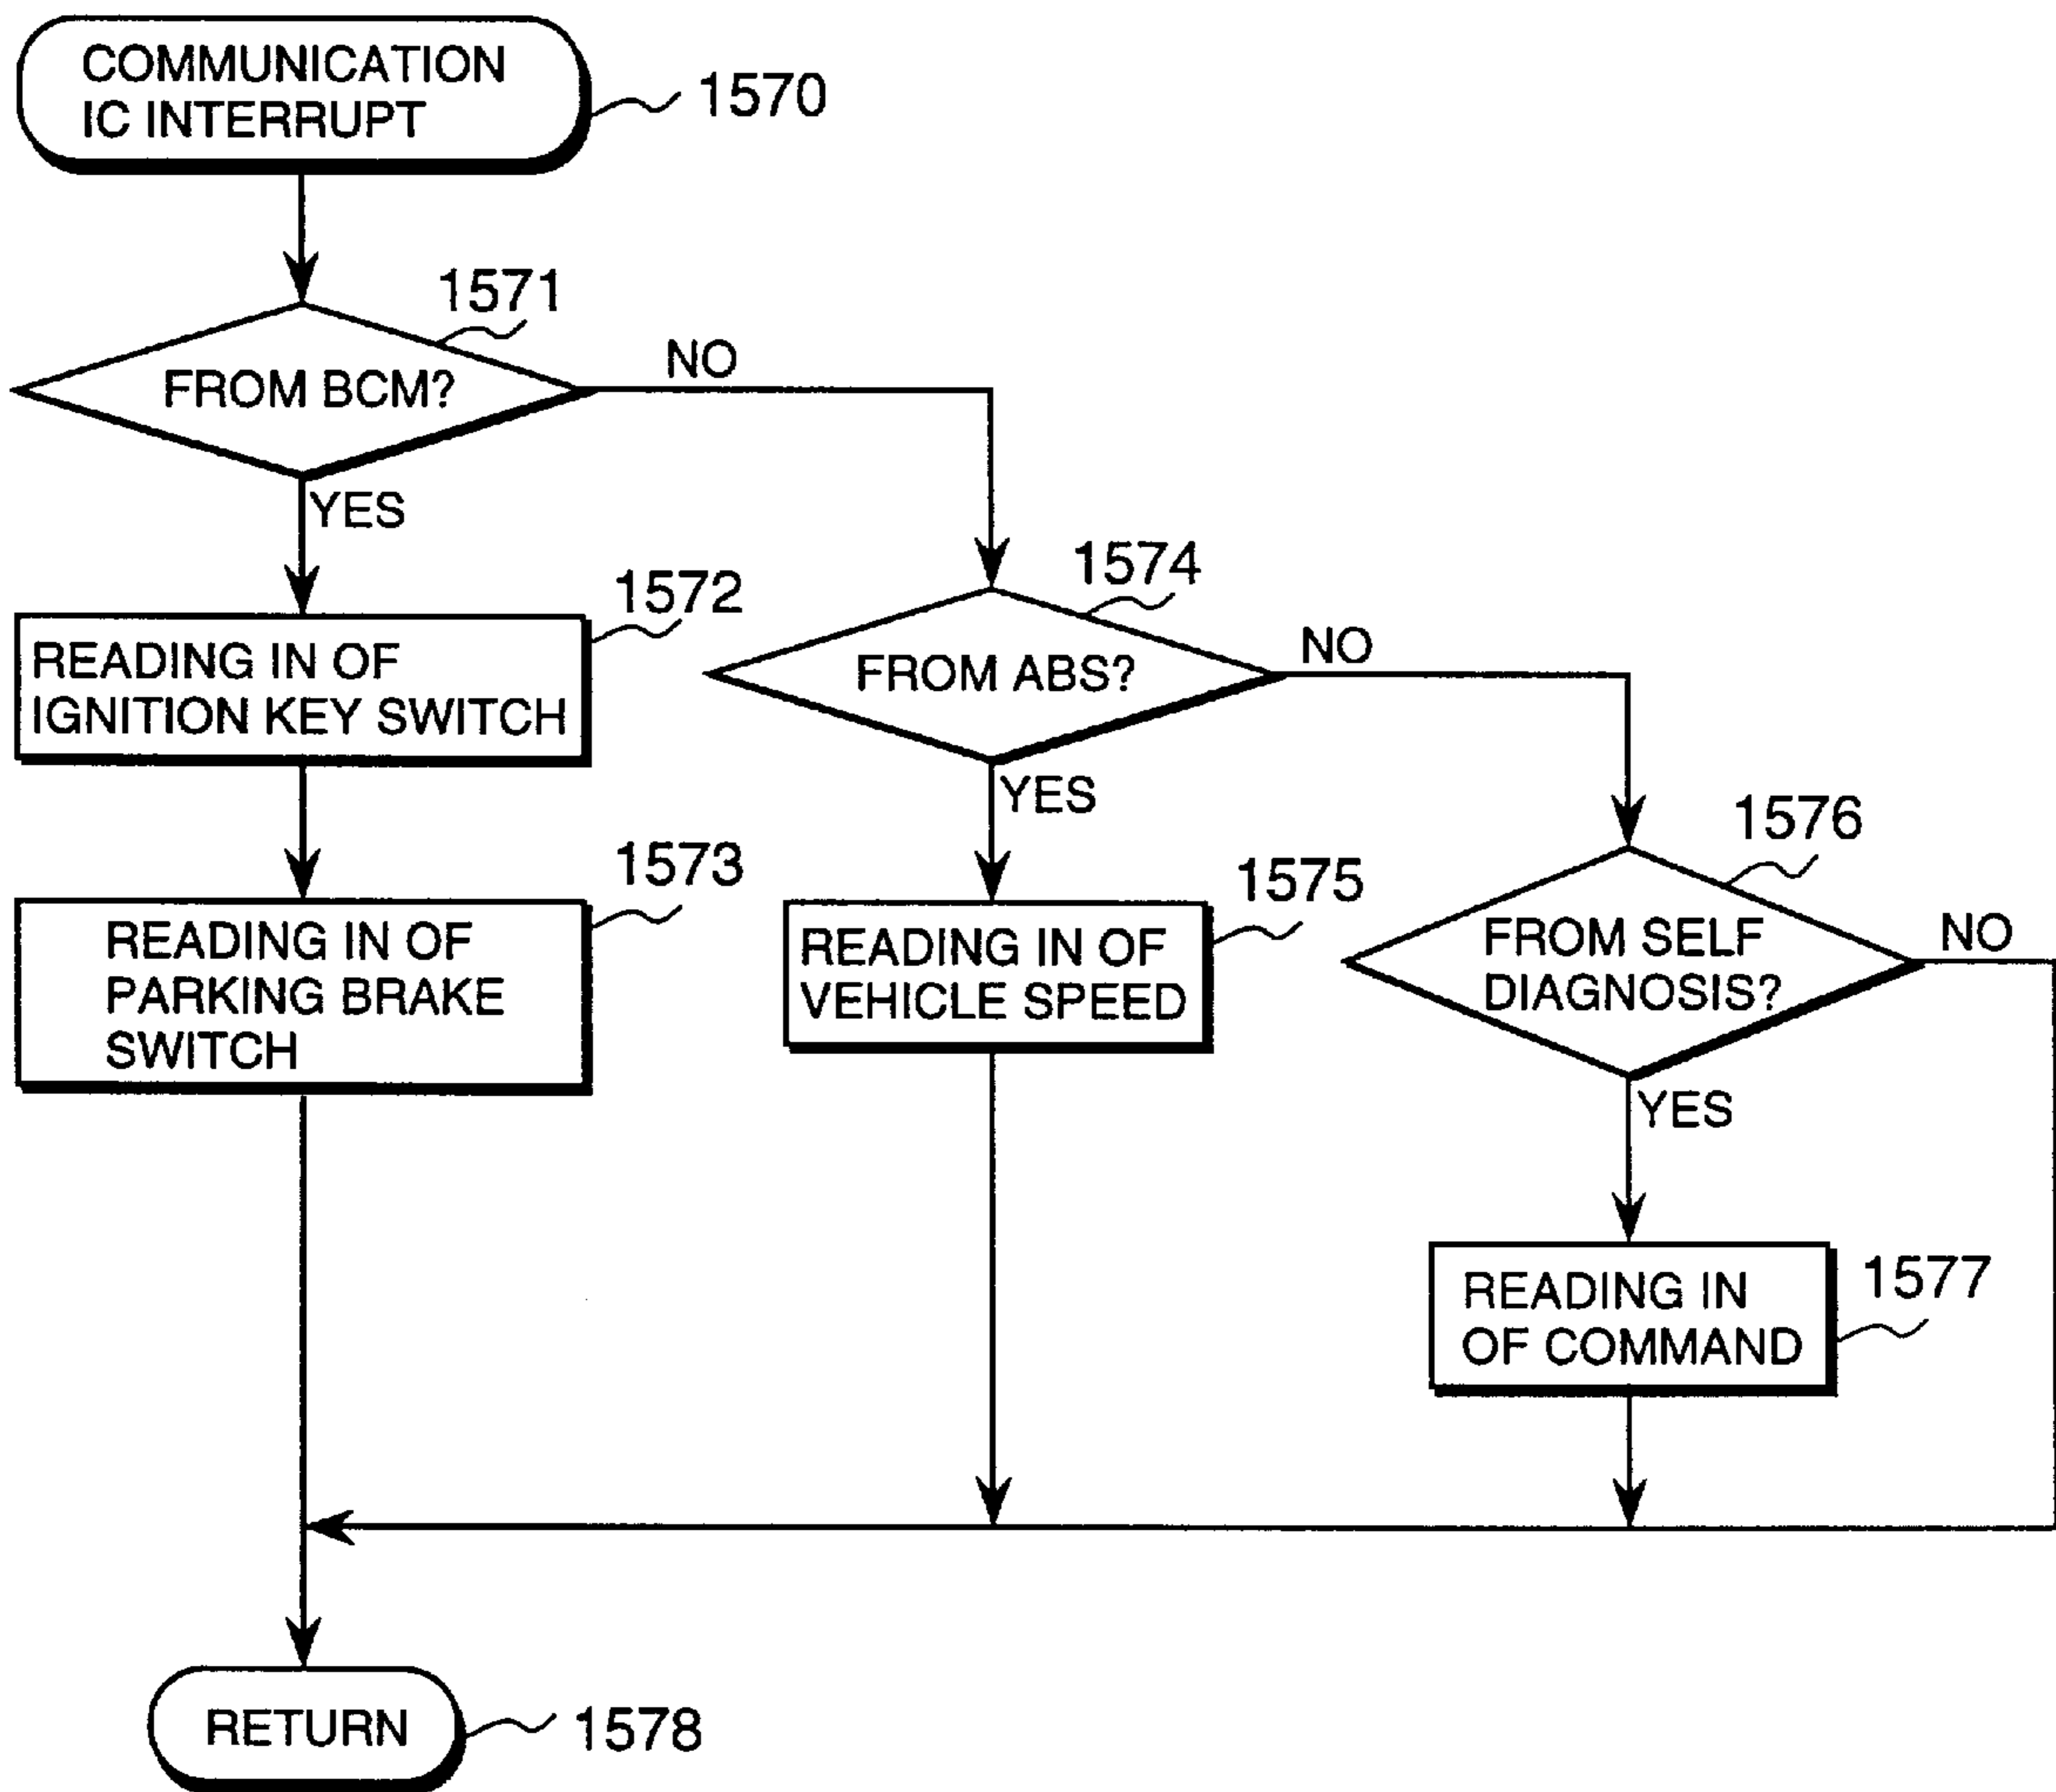 COMMUNICATION
IC INTERRUPT
1570
1571
FROM BCM?
NO
YES
1572
READING IN OF
IGNITION KEY SWITCH
1574
FROM ABS?
NO
YES
1573
READING IN OF
PARKING BRAKE
SWITCH
1575
READING IN OF
VEHICLE SPEED
1576
FROM SELF
DIAGNOSIS?
NO
YES
1577
READING IN
OF COMMAND
RETURN
1578